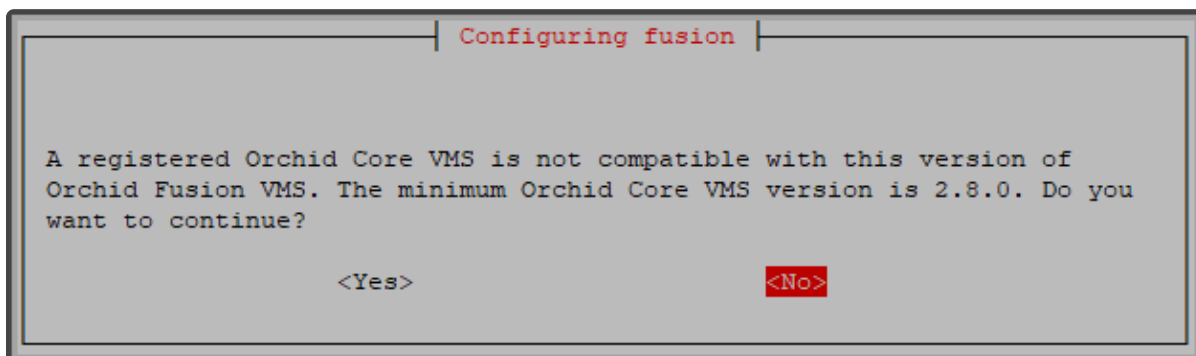 Configuring fusion
A registered Orchid Core VMS is not compatible with this version of
Orchid Fusion VMS. The minimum Orchid Core VMS version is 2.8.0. Do you
want to continue?
<Yes> <No>